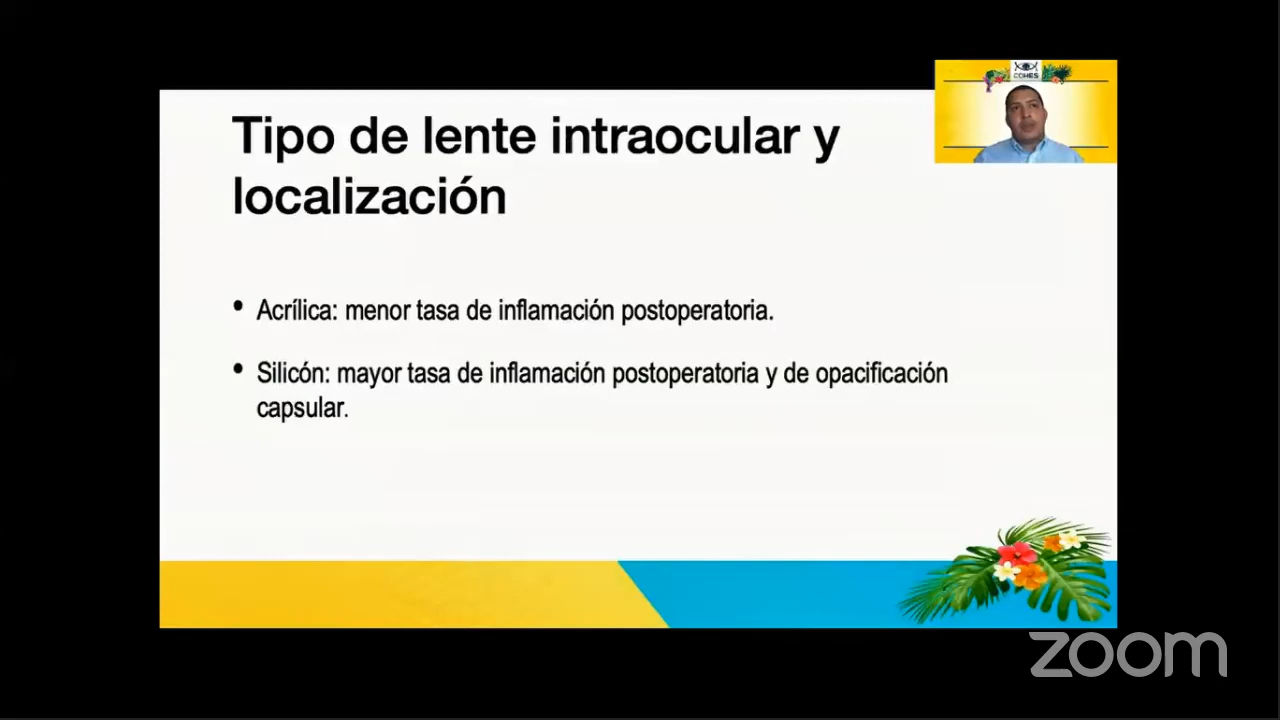 COHES
Tipo de lente intraocular y
localización
• Acrílica: menor tasa de inflamación postoperatoria.
• Silicón: mayor tasa de inflamación postoperatoria y de opacificación
capsular.
zoom